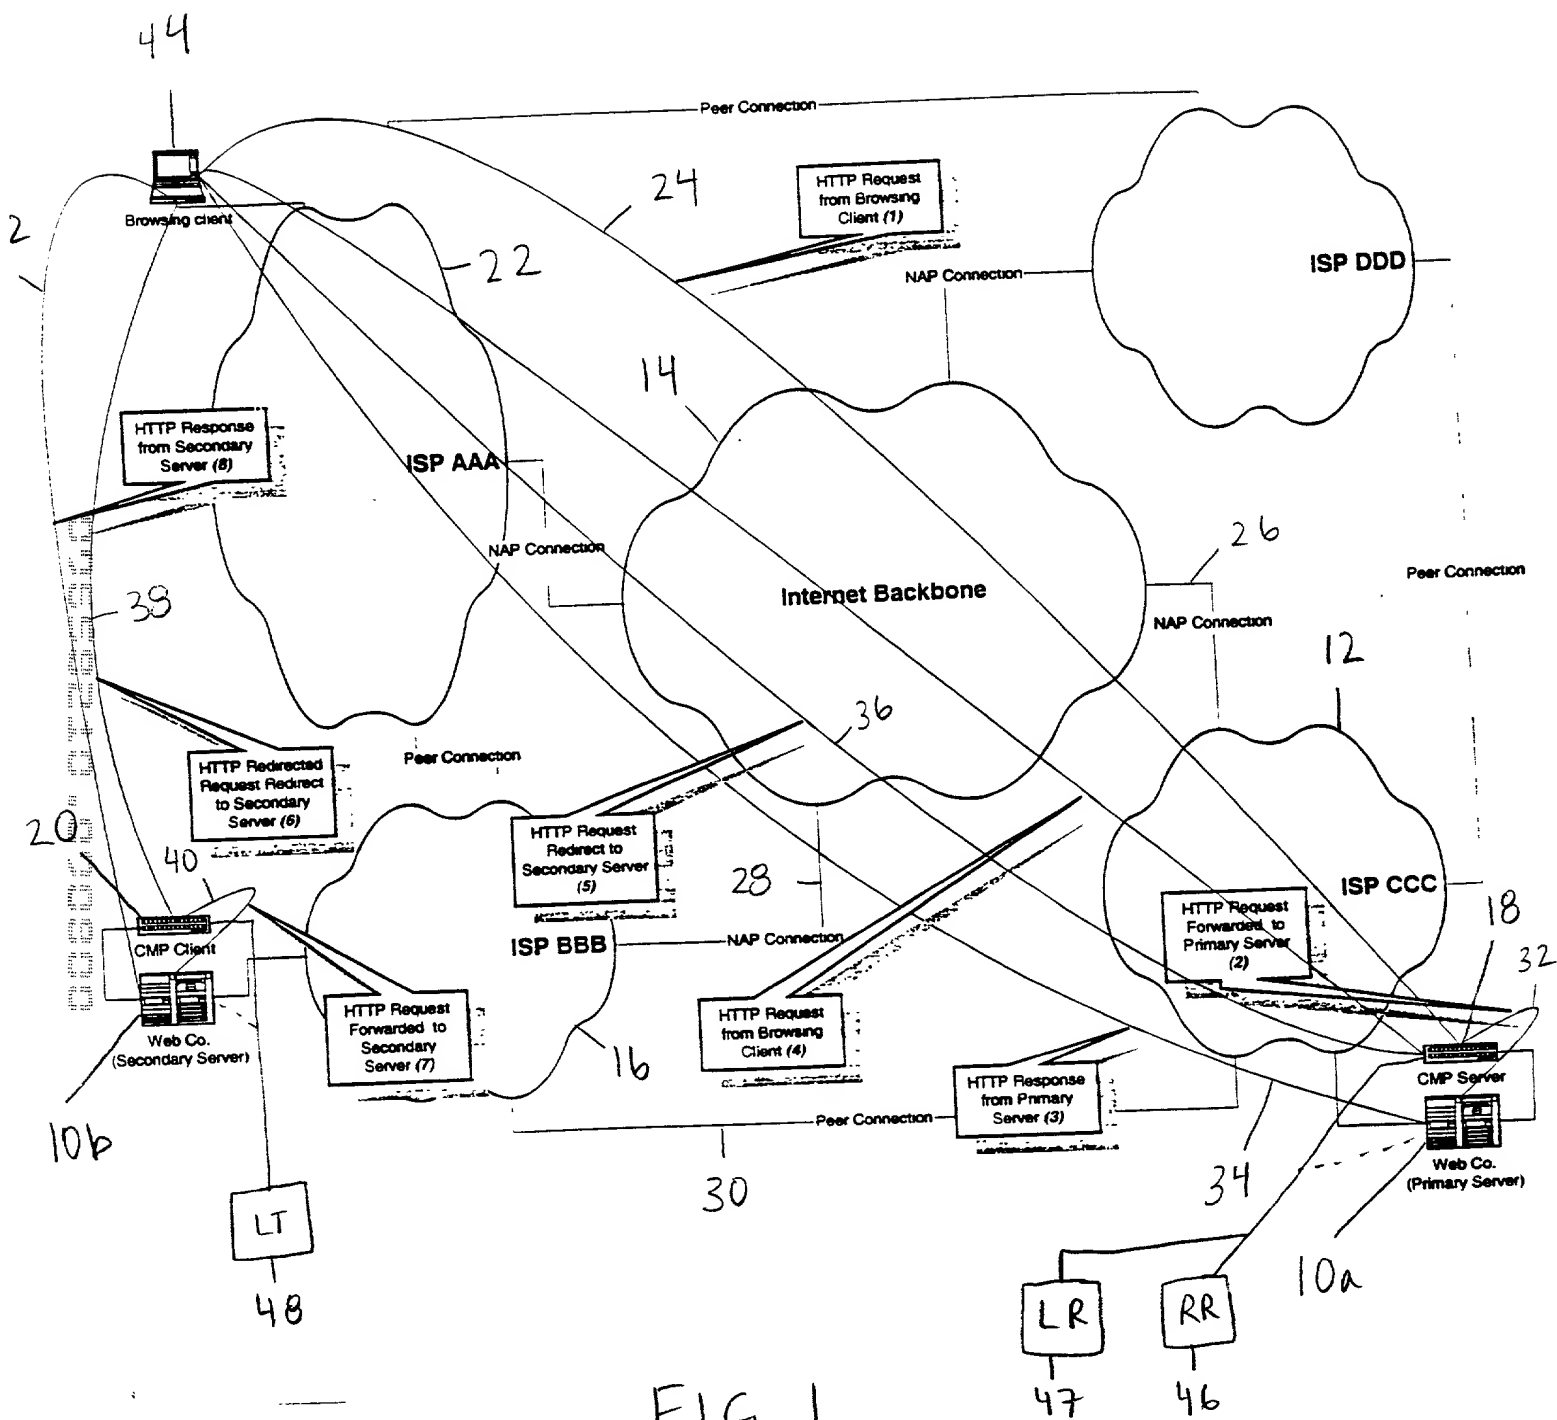 44
Peer Connection
24
HTTP Request
from Browsing
Client (1)
Browsing client
2
22
NAP Connection
ISP DDD
14
HTTP Response
from Secondary
Server (8)
ISP AAA
NAP Connection
26
Internet Backbone
Peer Connection
38
NAP Connection
12
36
Peer Connection
HTTP Redirected
Request Redirect
to Secondary
Server (6)
HTTP Request
Redirect to
Secondary Server
(5)
20
40
28
ISP CCC
HTTP Request
Forwarded to
Primary Server
(2)
18
32
CMP Client
ISP BBB
NAP Connection
HTTP Request
Forwarded to
Secondary
Server (7)
HTTP Request
from Browsing
Client (4)
Web Co.
(Secondary Server)
16
HTTP Response
from Primary
Server (3)
CMP Server
10b
Peer Connection
30
34
Web Co.
(Primary Server)
LT
48
10a
LR
RR
47
46
FIG. 1